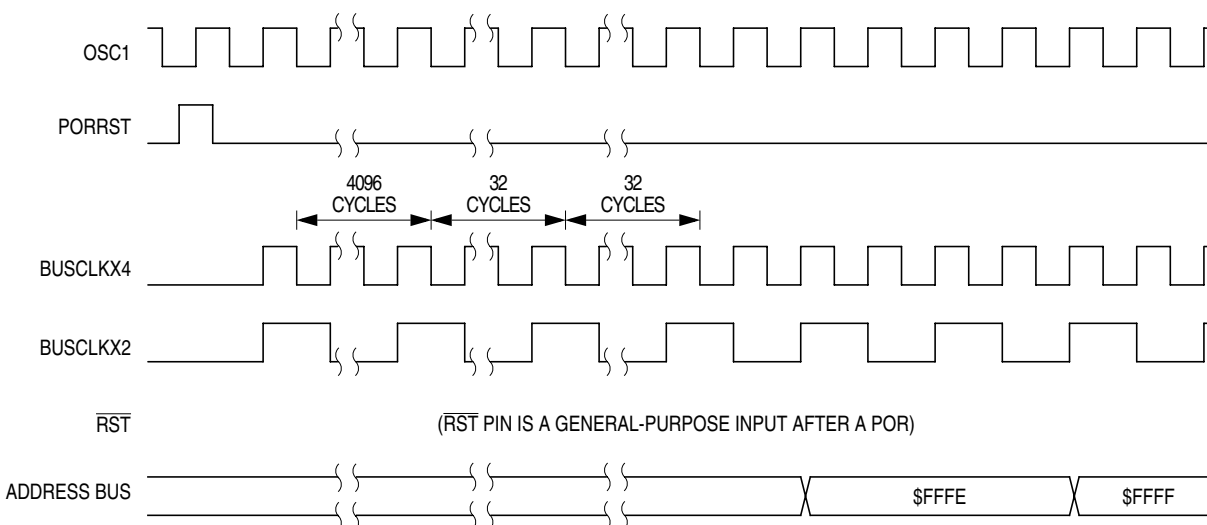 OSC1
PORRST
4096
CYCLES
32
CYCLES
32
CYCLES
BUSCLKX4
BUSCLKX2
RST
(RST PIN IS A GENERAL-PURPOSE INPUT AFTER A POR)
ADDRESS BUS
$FFFE
$FFFF